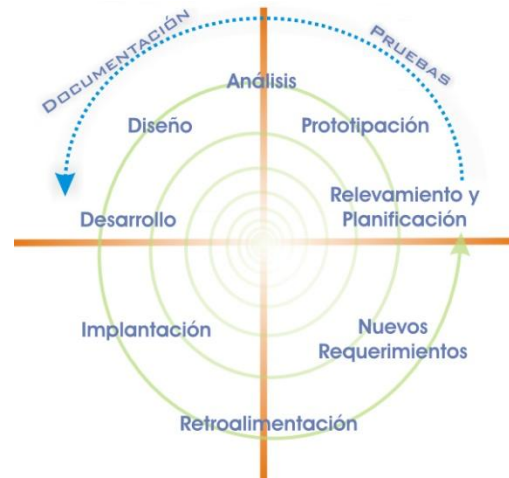 DOCUMENTACIÓN
PRUEBAS
Análisis
Diseño
Prototipación
Relevamiento y
Planificación
Desarrollo
Implantación
Nuevos
Requerimientos
Retroalimentación